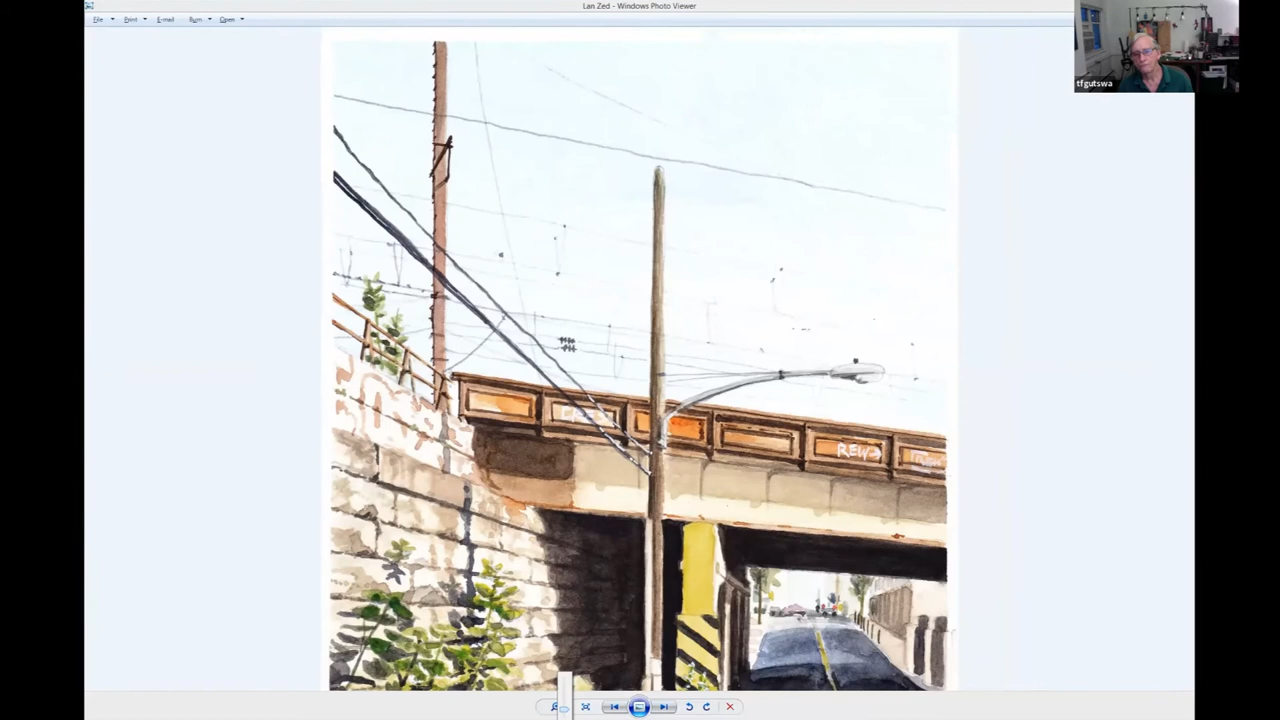 Lan Zed - Windows Photo Viewer
File Print E-mail Burn Open
tfgutswa
REW